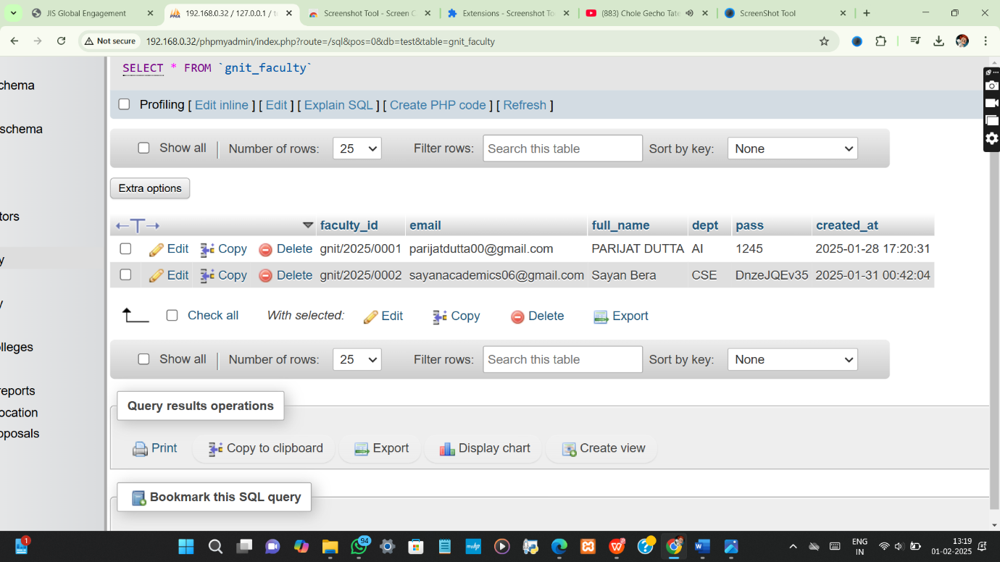 JIS Global Engagement
192.168.0.32 / 127.0.0.1 / te
Screenshot Tool - Screen C
Extensions - Screenshot To
(883) Chole Gecho Tate
ScreenShot Tool
Not secure
192.168.0.32/phpmyadmin/index.php?route=/sql&pos=0&db=test&table=gnit_faculty
chema
schema
tors
y
y
lleges
reports
ocation
oposals
SELECT * FROM `gnit_faculty`
Profiling [ Edit inline ] [ Edit ] [ Explain SQL ] [ Create PHP code ] [ Refresh ]
Show all Number of rows: 25 Filter rows: Search this table Sort by key: None
Extra options
faculty_id email full_name dept pass created_at
Edit Copy Delete gnit/2025/0001 parijatdutta00@gmail.com PARIJAT DUTTA AI 1245 2025-01-28 17:20:31
Edit Copy Delete gnit/2025/0002 sayanacademics06@gmail.com Sayan Bera CSE DnzeJQEv35 2025-01-31 00:42:04
Check all With selected: Edit Copy Delete Export
Show all Number of rows: 25 Filter rows: Search this table Sort by key: None
Query results operations
Print Copy to clipboard Export Display chart Create view
Bookmark this SQL query
1
94
ENG
IN
13:19
01-02-2025